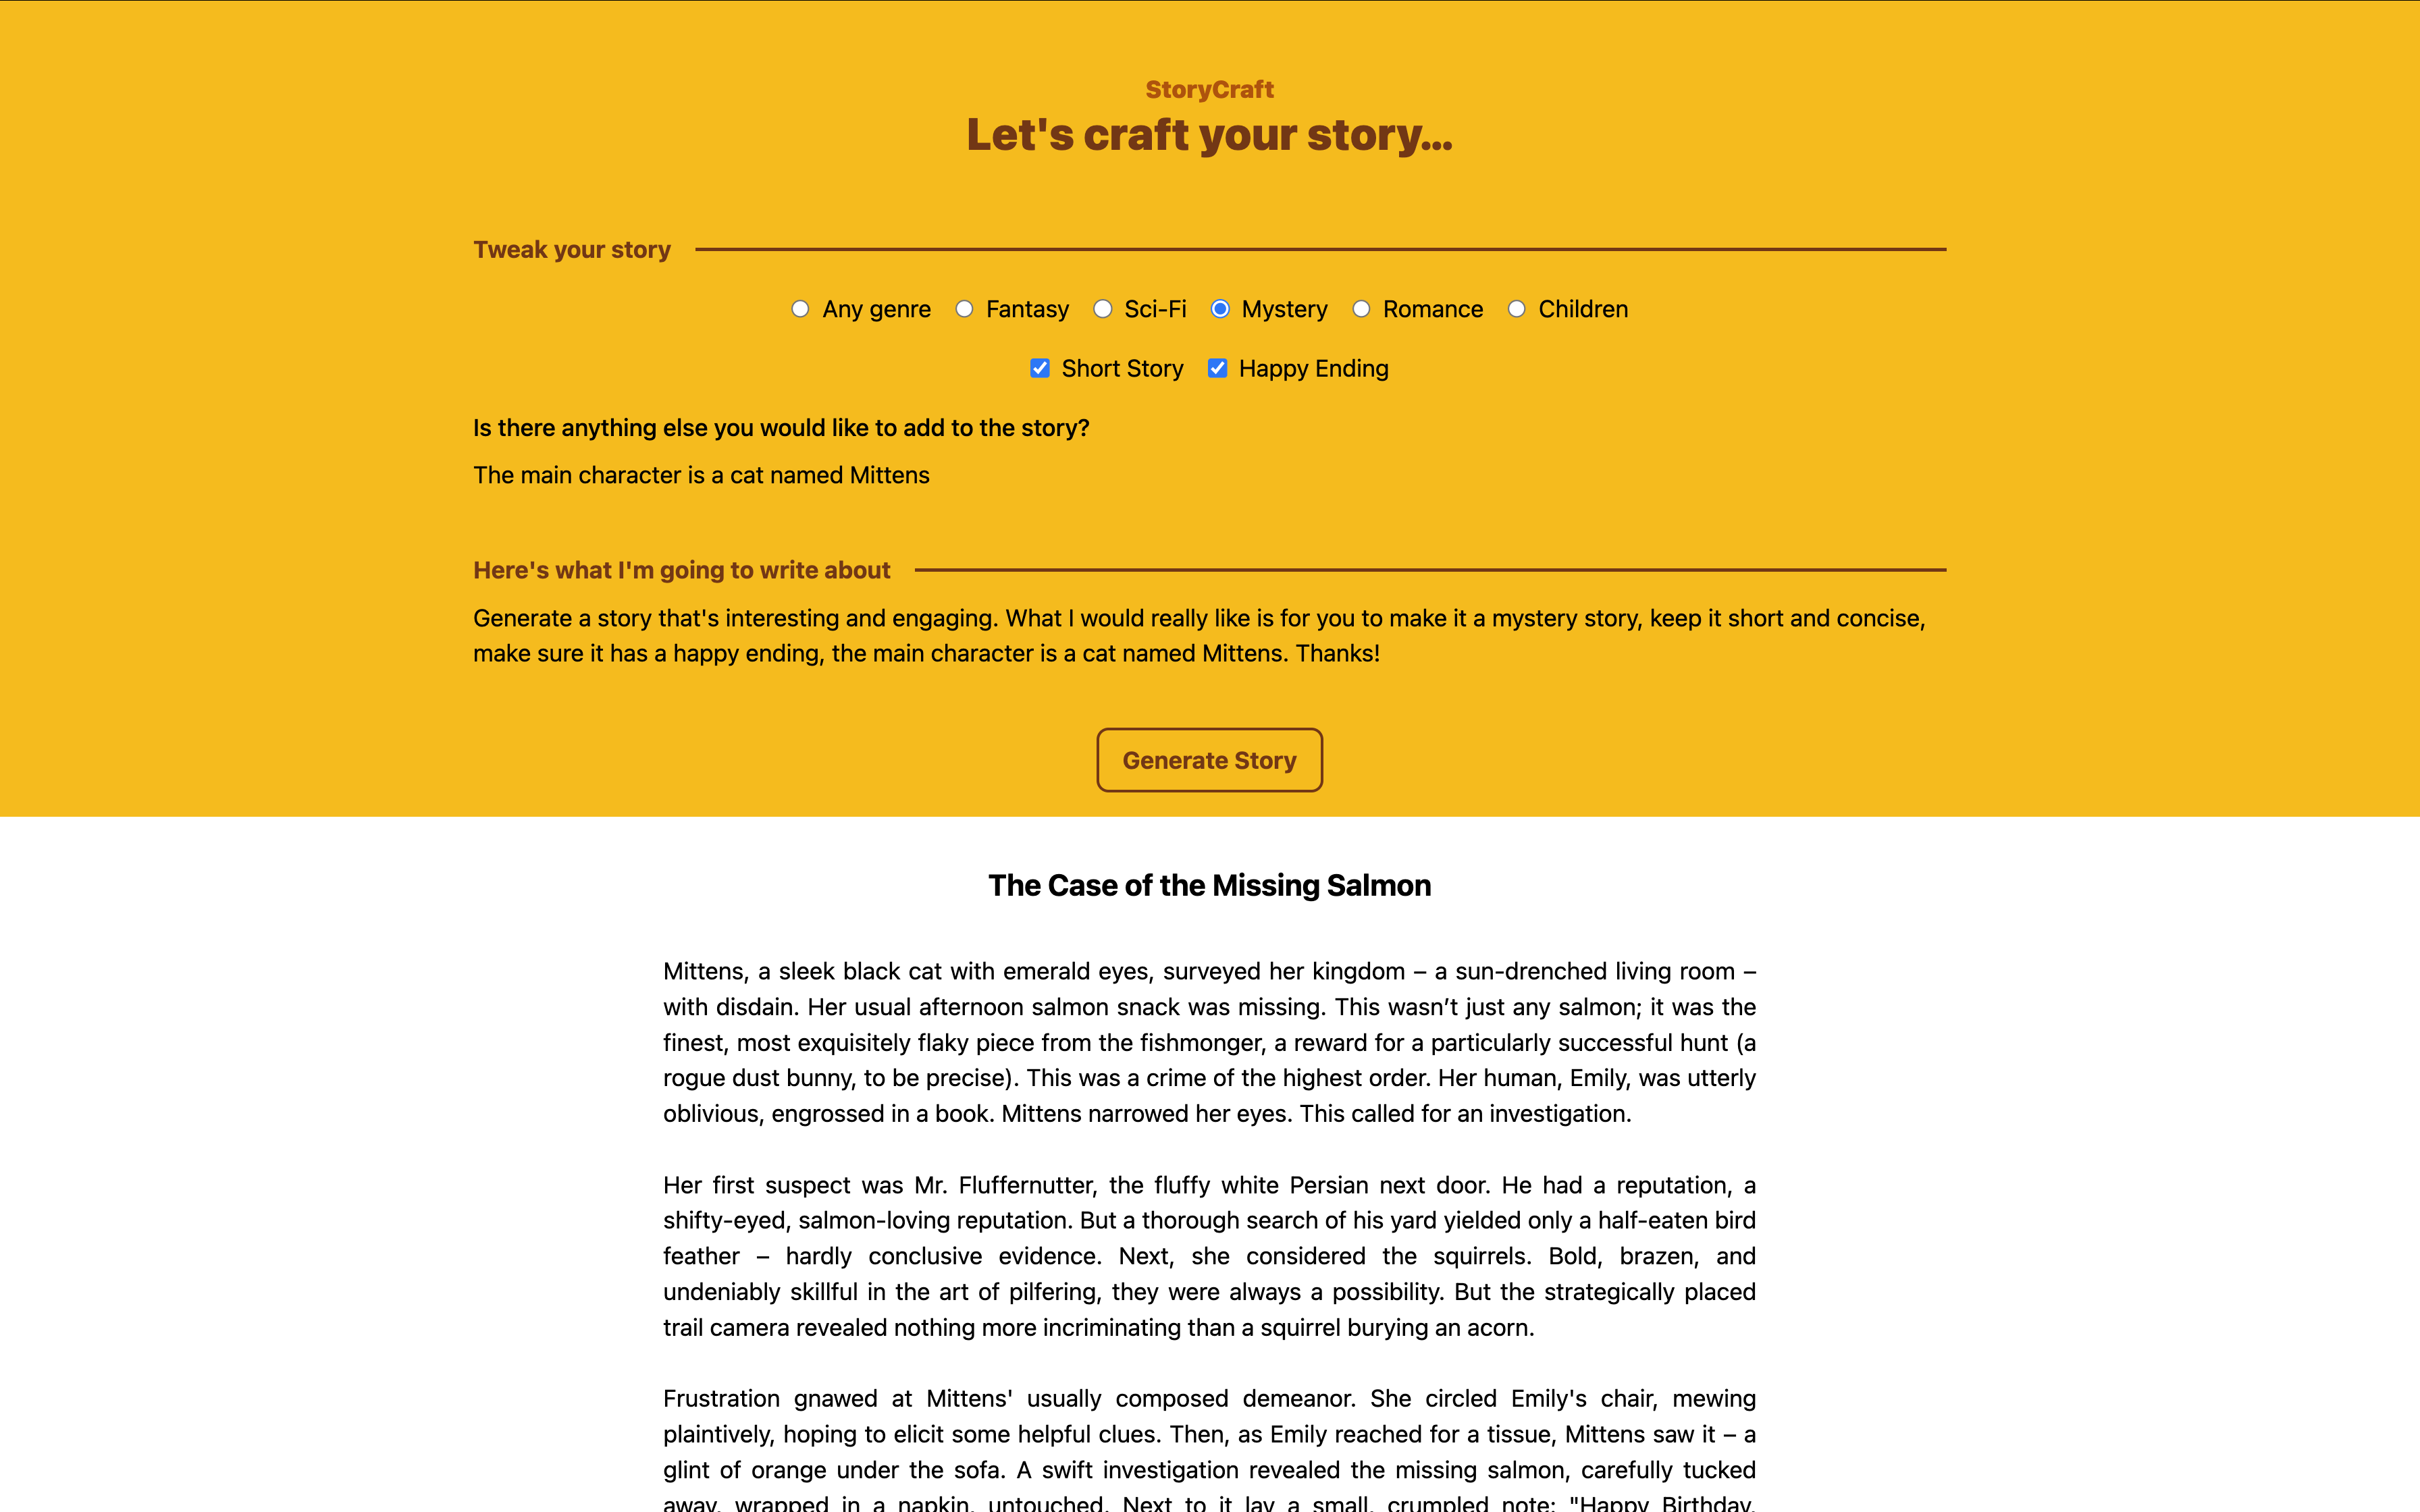 StoryCraft
Let's craft your story...
Tweak your story
Any genre Fantasy Sci-Fi Mystery Romance Children
Short Story Happy Ending
Is there anything else you would like to add to the story?
The main character is a cat named Mittens
Here's what I'm going to write about
Generate a story that's interesting and engaging. What I would really like is for you to make it a mystery story, keep it short and concise,
make sure it has a happy ending, the main character is a cat named Mittens. Thanks!
Generate Story
The Case of the Missing Salmon
Mittens, a sleek black cat with emerald eyes, surveyed her kingdom – a sun-drenched living room –
with disdain. Her usual afternoon salmon snack was missing. This wasn’t just any salmon; it was the
finest, most exquisitely flaky piece from the fishmonger, a reward for a particularly successful hunt (a
rogue dust bunny, to be precise). This was a crime of the highest order. Her human, Emily, was utterly
oblivious, engrossed in a book. Mittens narrowed her eyes. This called for an investigation.
Her first suspect was Mr. Fluffernutter, the fluffy white Persian next door. He had a reputation, a
shifty-eyed, salmon-loving reputation. But a thorough search of his yard yielded only a half-eaten bird
feather – hardly conclusive evidence. Next, she considered the squirrels. Bold, brazen, and
undeniably skillful in the art of pilfering, they were always a possibility. But the strategically placed
trail camera revealed nothing more incriminating than a squirrel burying an acorn.
Frustration gnawed at Mittens' usually composed demeanor. She circled Emily's chair, mewing
plaintively, hoping to elicit some helpful clues. Then, as Emily reached for a tissue, Mittens saw it – a
glint of orange under the sofa. A swift investigation revealed the missing salmon, carefully tucked
away, wrapped in a napkin, untouched. Next to it lay a small, crumpled note: "Happy Birthday,